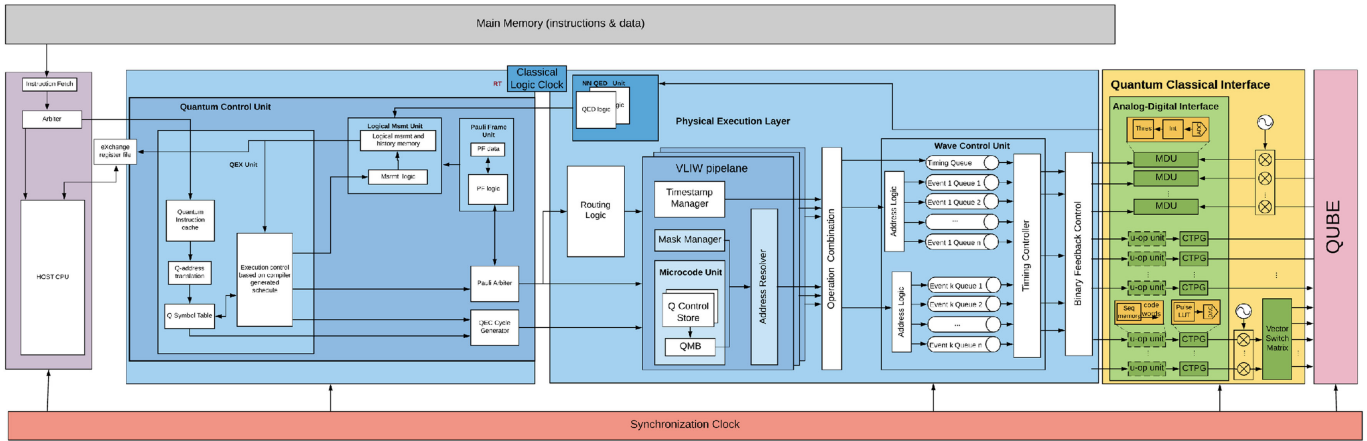 Main Memory (instructions & data)
Instruction Fetch
Arbiter
eXchange
register file
HOST CPU
RT
Classical
Logic Clock
Quantum Control Unit
QEX Unit
Quantum
Instruction
cache
Q-address
translation
Q Symbol Table
Execution control
based on compiler
generated
schedule
Logical Msmt Unit
Logical msmt and
history memory
Msmt logic
Pauli Frame
Unit
PF data
PF logic
Pauli Arbiter
QEC Cycle
Generator
NN QED Unit
QED logic
Physical Execution Layer
Routing
Logic
VLIW pipelane
Timestamp
Manager
Mask Manager
Microcode Unit
Q Control
Store
QMB
Address Resolver
Operation Combination
Wave Control Unit
Address Logic
Timing Queue
Event 1 Queue 1
Event 1 Queue 2
...
Event 1 Queue n
Address Logic
Event k Queue 1
Event k Queue 2
...
Event k Queue n
Timing Controller
Binary Feedback Control
Quantum Classical Interface
Analog-Digital Interface
Thres
Int.
ADC
MDU
MDU
MDU
u-op unit
CTPG
u-op unit
CTPG
u-op unit
CTPG
Seq
memory
code
words
Pulse
LUT
DAC
u-op unit
CTPG
u-op unit
CTPG
Vector
Switch
Matrix
QUBE
Synchronization Clock